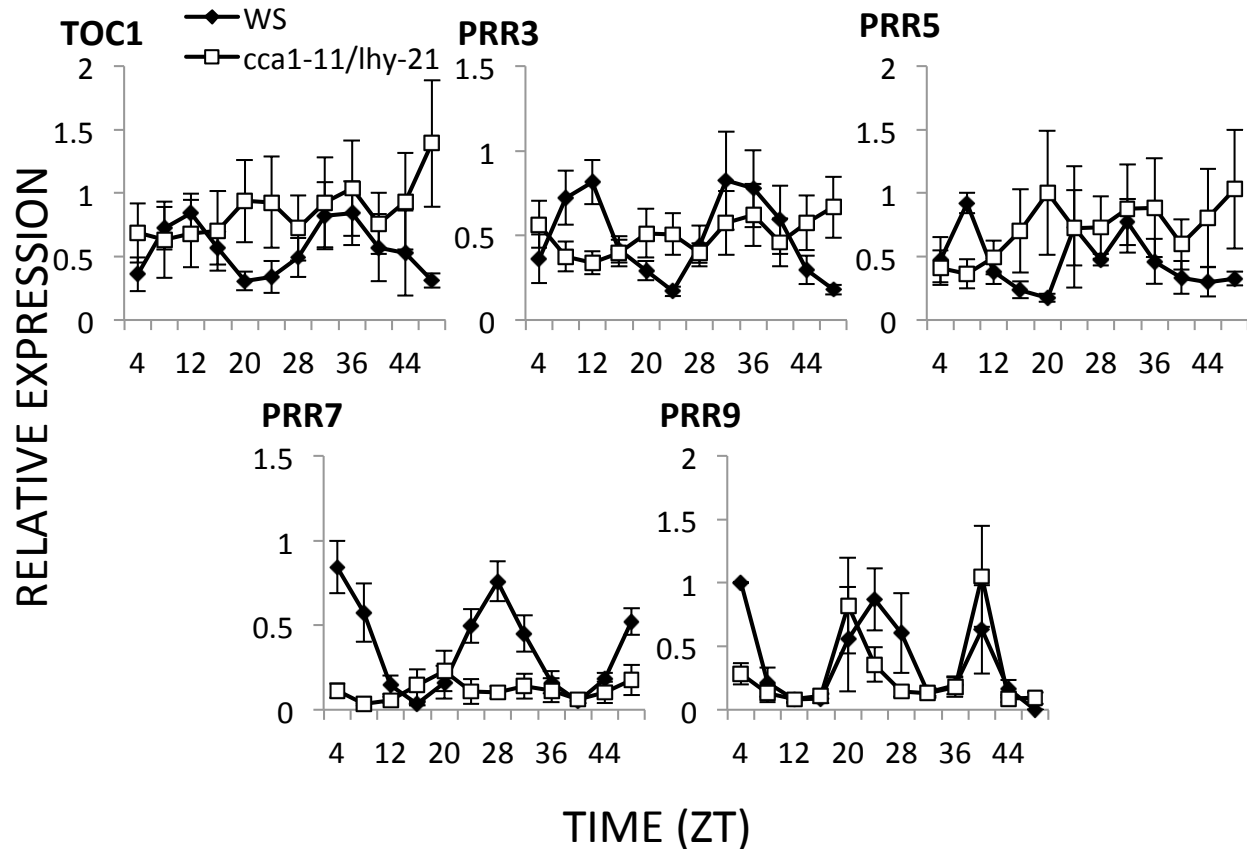 WS
cca1-11/lhy-21
TOC1 PRR3 PRR5
2 1.5 2
1.5 1 1.5
1 0.5 1
0.5 0 0.5
0 0
4 12 20 28 36 44 4 12 20 28 36 44 4 12 20 28 36 44
RELATIVE EXPRESSION
PRR7 PRR9
1.5 2
1 1.5
0.5 1
0 0.5
0
4 12 20 28 36 44 4 12 20 28 36 44
TIME (ZT)